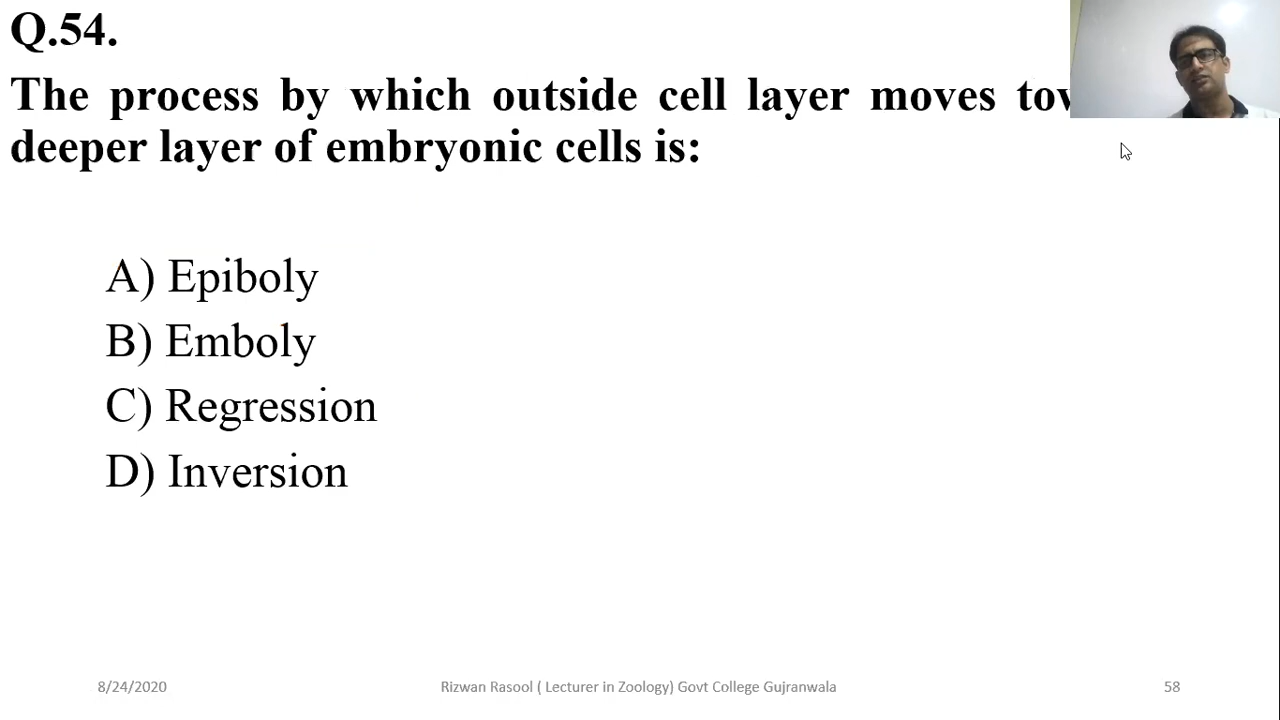 Q.54.
The process by which outside cell layer moves
deeper layer of embryonic cells is:
A) Epiboly
B) Emboly
C) Regression
D) Inversion
8/24/2020
Rizwan Rasool ( Lecturer in Zoology) Govt College Gujranwala
58